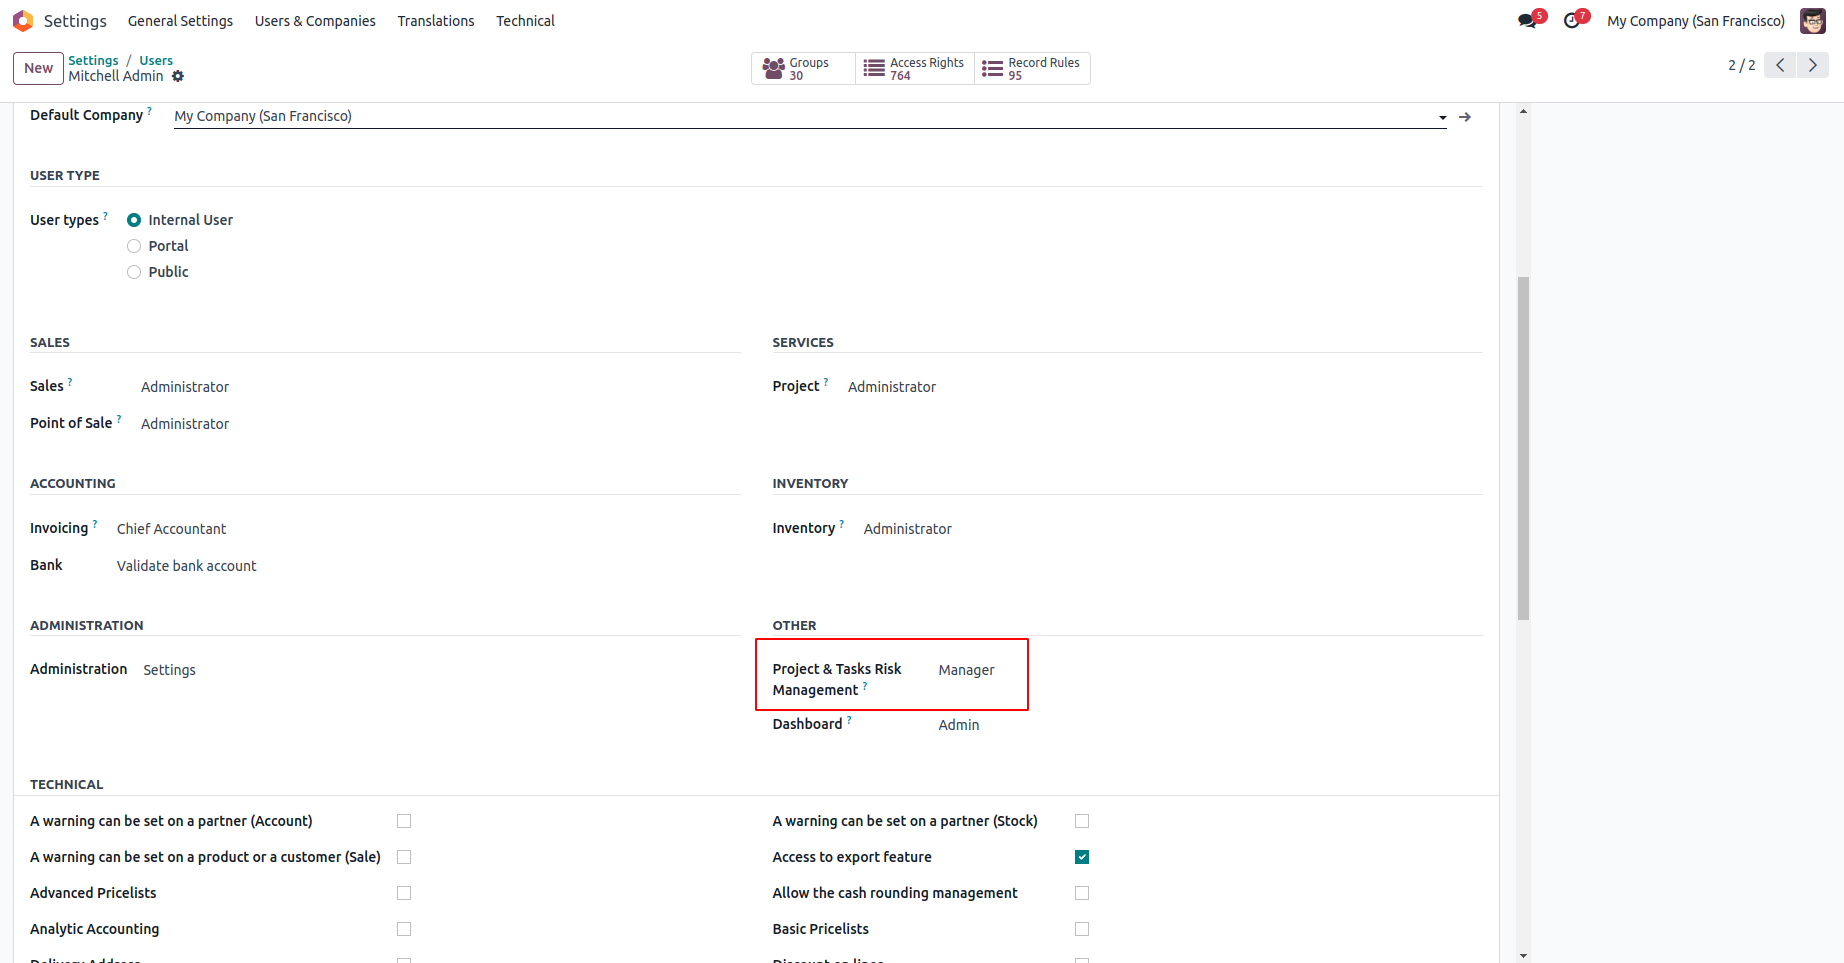 Settings General Settings Users & Companies Translations Technical 5 7 My Company (San Francisco)
New Settings / Users
Mitchell Admin
Groups 30 Access Rights 764 Record Rules 95
2 / 2
Default Company ? My Company (San Francisco)
USER TYPE
User types ? Internal User
Portal
Public
SALES SERVICES
Sales ? Administrator Project ? Administrator
Point of Sale ? Administrator
ACCOUNTING INVENTORY
Invoicing ? Chief Accountant Inventory ? Administrator
Bank Validate bank account
ADMINISTRATION OTHER
Administration Settings Project & Tasks Risk Manager
Management ?
Dashboard ? Admin
TECHNICAL
A warning can be set on a partner (Account) A warning can be set on a partner (Stock)
A warning can be set on a product or a customer (Sale) Access to export feature
Advanced Pricelists Allow the cash rounding management
Analytic Accounting Basic Pricelists